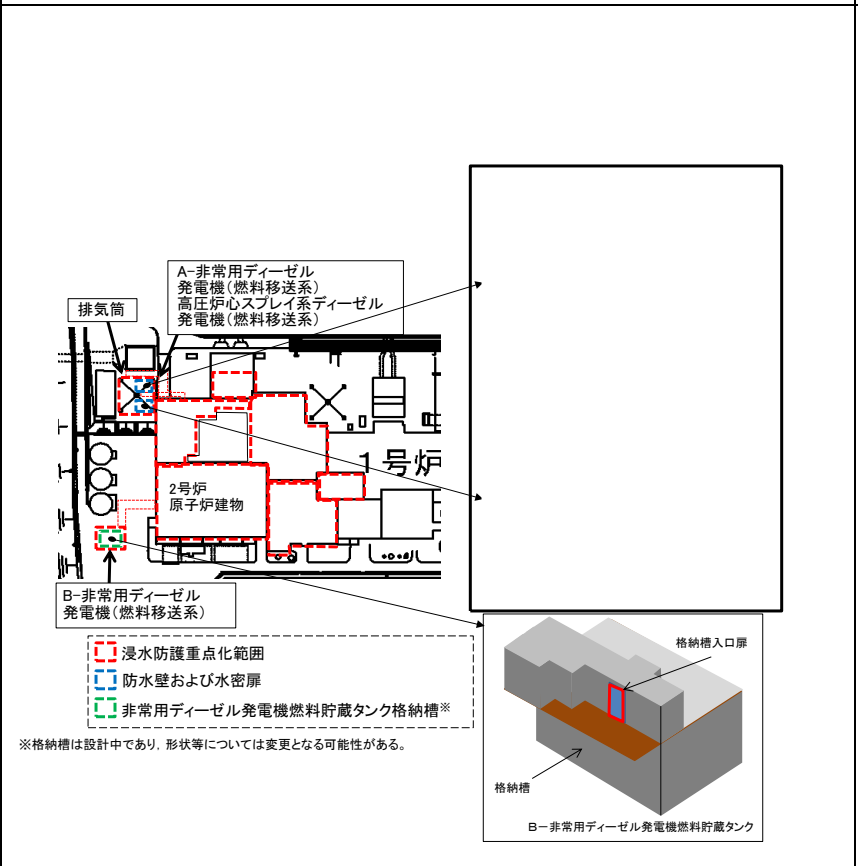 A-非常用ディーゼル
発電機(燃料移送系)
高圧炉心スプレイ系ディーゼル
発電機(燃料移送系)
排気筒
1号炉
2号炉
原子炉建物
B-非常用ディーゼル
発電機(燃料移送系)
浸水防護重点化範囲
防水壁および水密扉
非常用ディーゼル発電機燃料貯蔵タンク格納槽※
※格納槽は設計中であり，形状等については変更となる可能性がある。
格納槽入口扉
格納槽
B－非常用ディーゼル発電機燃料貯蔵タンク